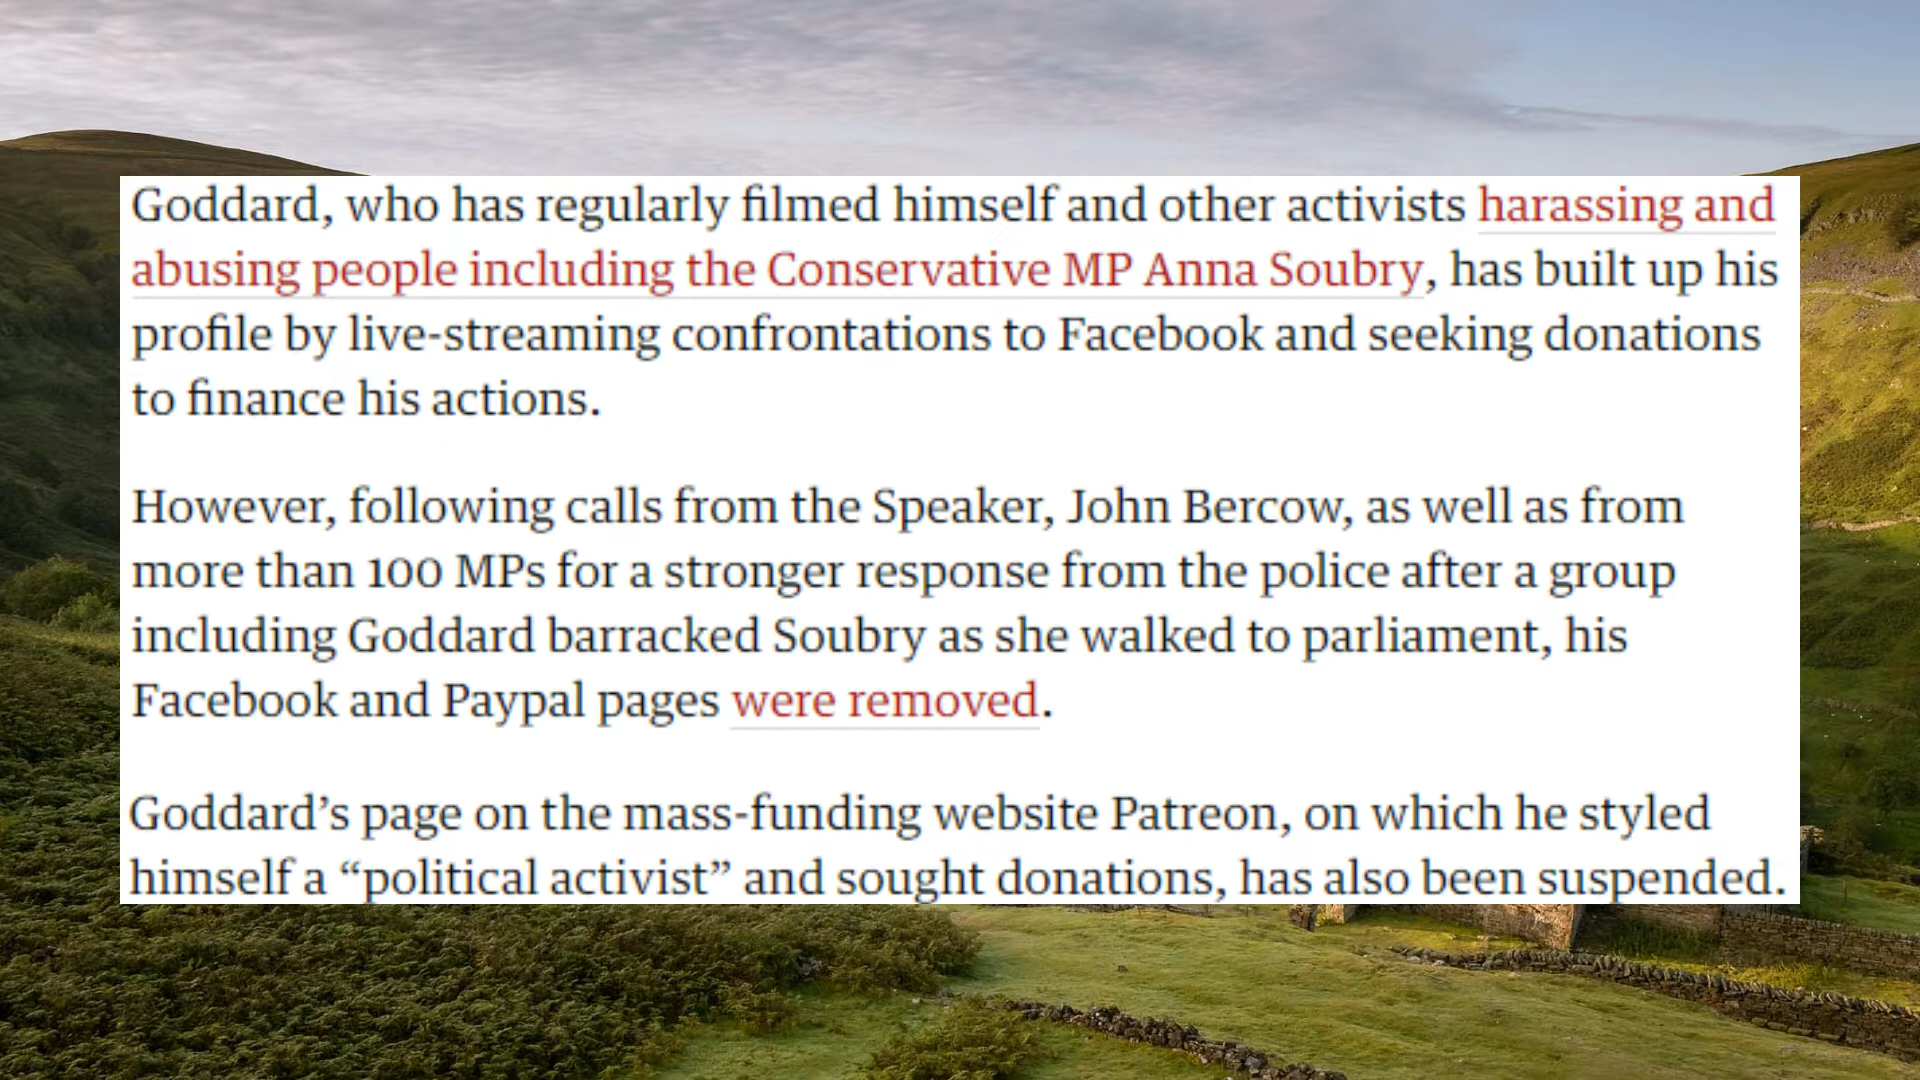 Goddard, who has regularly filmed himself and other activists harassing and
abusing people including the Conservative MP Anna Soubry, has built up his
profile by live-streaming confrontations to Facebook and seeking donations
to finance his actions.
However, following calls from the Speaker, John Bercow, as well as from
more than 100 MPs for a stronger response from the police after a group
including Goddard barracked Soubry as she walked to parliament, his
Facebook and Paypal pages were removed.
Goddard’s page on the mass-funding website Patreon, on which he styled
himself a “political activist” and sought donations, has also been suspended.